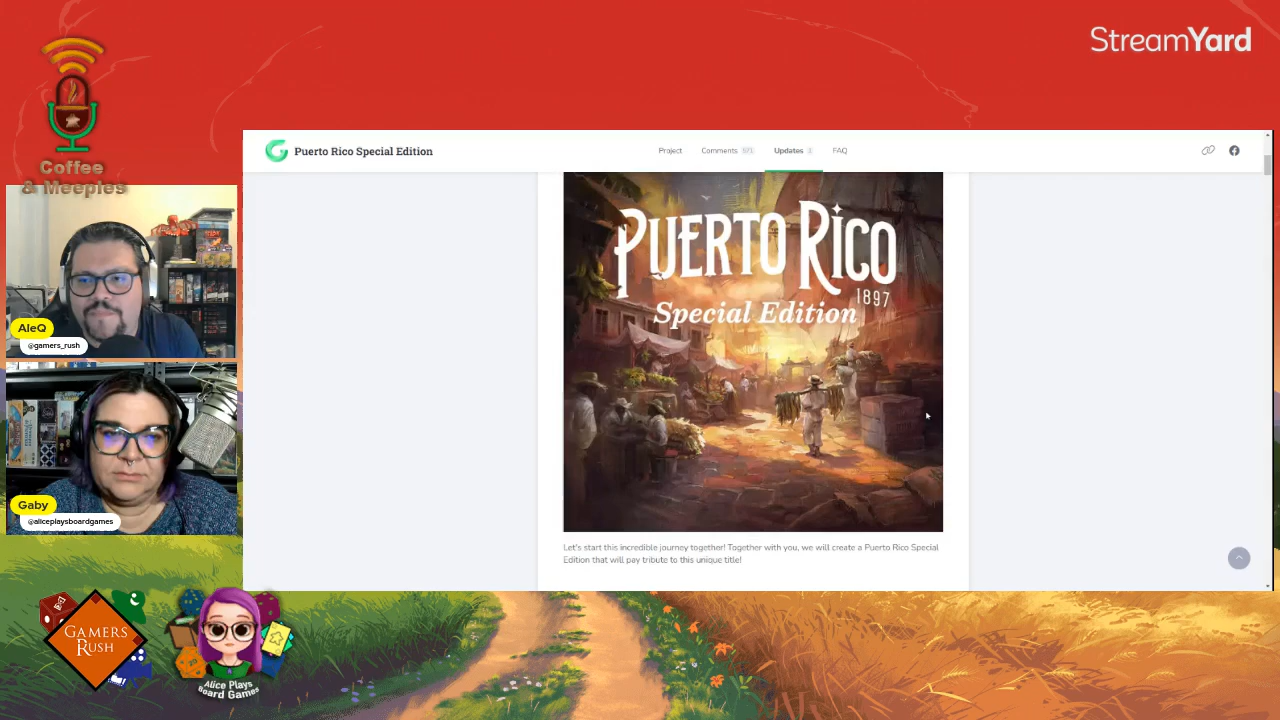 StreamYard
Coffee
& Meeples
Puerto Rico Special Edition
Project
Comments 571
Updates
FAQ
PUERTO RICO
1897
Special Edition
AleQ
@gamers_rush
Gaby
@aliceplaysboardgames
Let's start this incredible journey together! Together with you, we will create a Puerto Rico Special
Edition that will pay tribute to this unique title!
GAMERS
RUSH
Alice Plays
Board Games